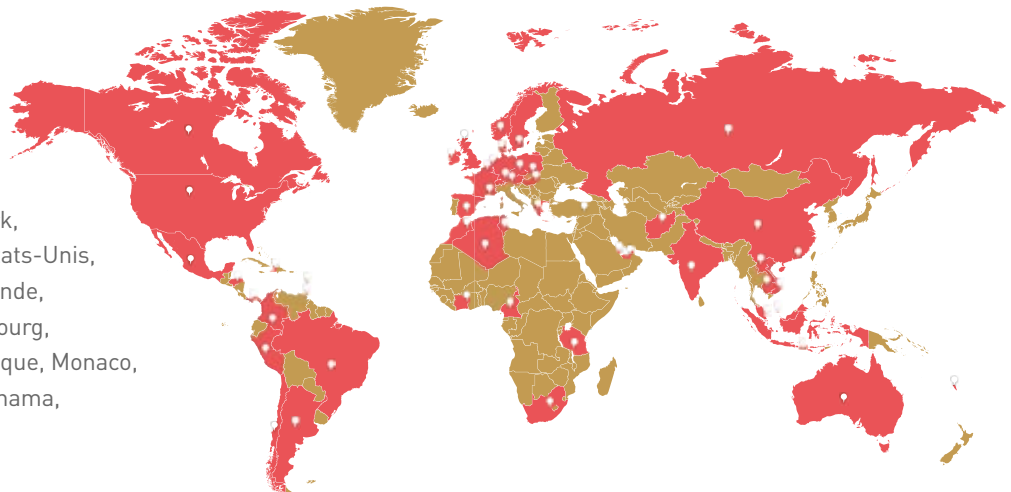 k,
ats-Unis,
nde,
ourg,
que, Monaco,
nama,